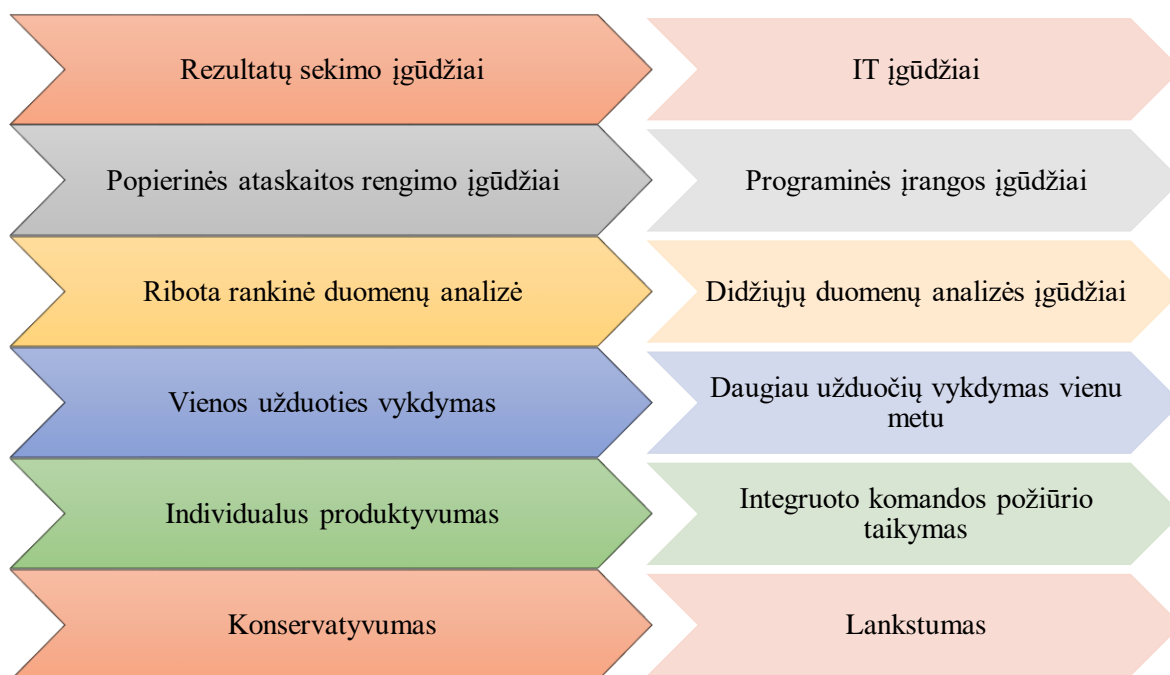 Rezultatų sekimo įgūdžiai
IT įgūdžiai
Popierinės ataskaitos rengimo įgūdžiai
Programinės įrangos įgūdžiai
Ribota rankinė duomenų analizė
Didžiųjų duomenų analizės įgūdžiai
Vienos užduoties vykdymas
Daugiau užduočių vykdymas vienu
metu
Individualus produktyvumas
Integruoto komandos požiūrio
taikymas
Konservatyvumas
Lankstumas